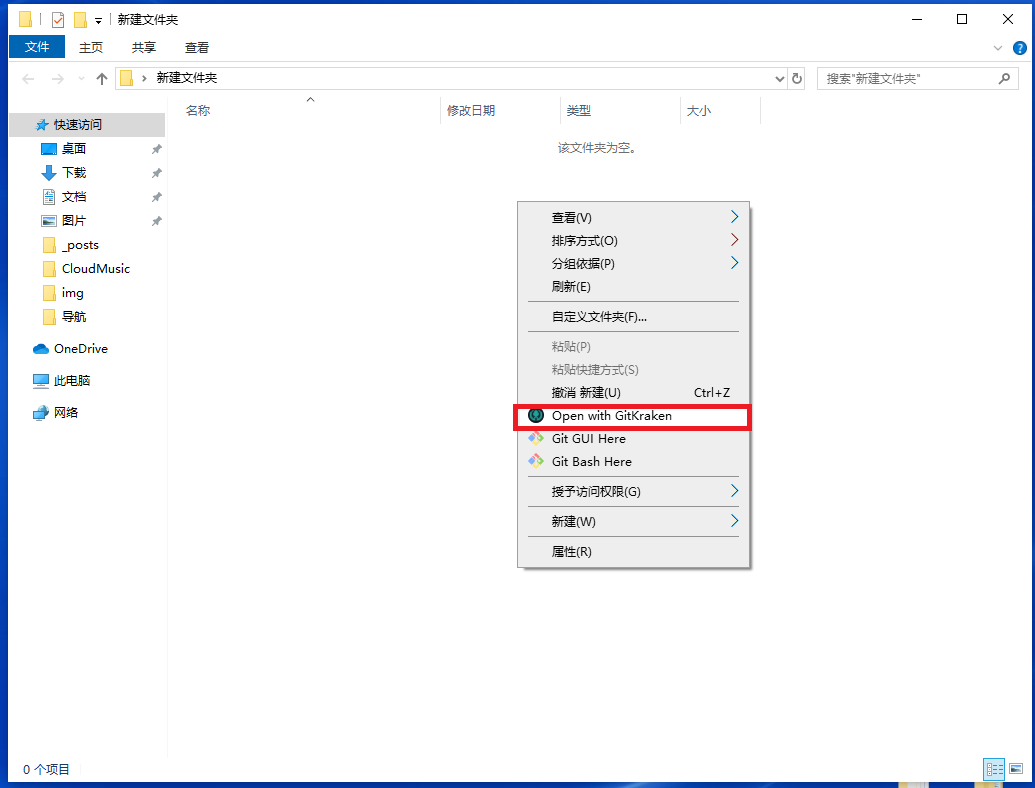 新建文件夹
文件 主页 共享 查看
新建文件夹 搜索"新建文件夹"
名称 修改日期 类型 大小
该文件夹为空。
快速访问
桌面
下载
文档
图片
_posts
CloudMusic
img
导航
OneDrive
此电脑
网络
查看(V)
排序方式(O)
分组依据(P)
刷新(E)
自定义文件夹(F)...
粘贴(P)
粘贴快捷方式(S)
撤消 新建(U) Ctrl+Z
Open with GitKraken
Git GUI Here
Git Bash Here
授予访问权限(G)
新建(W)
属性(R)
0 个项目